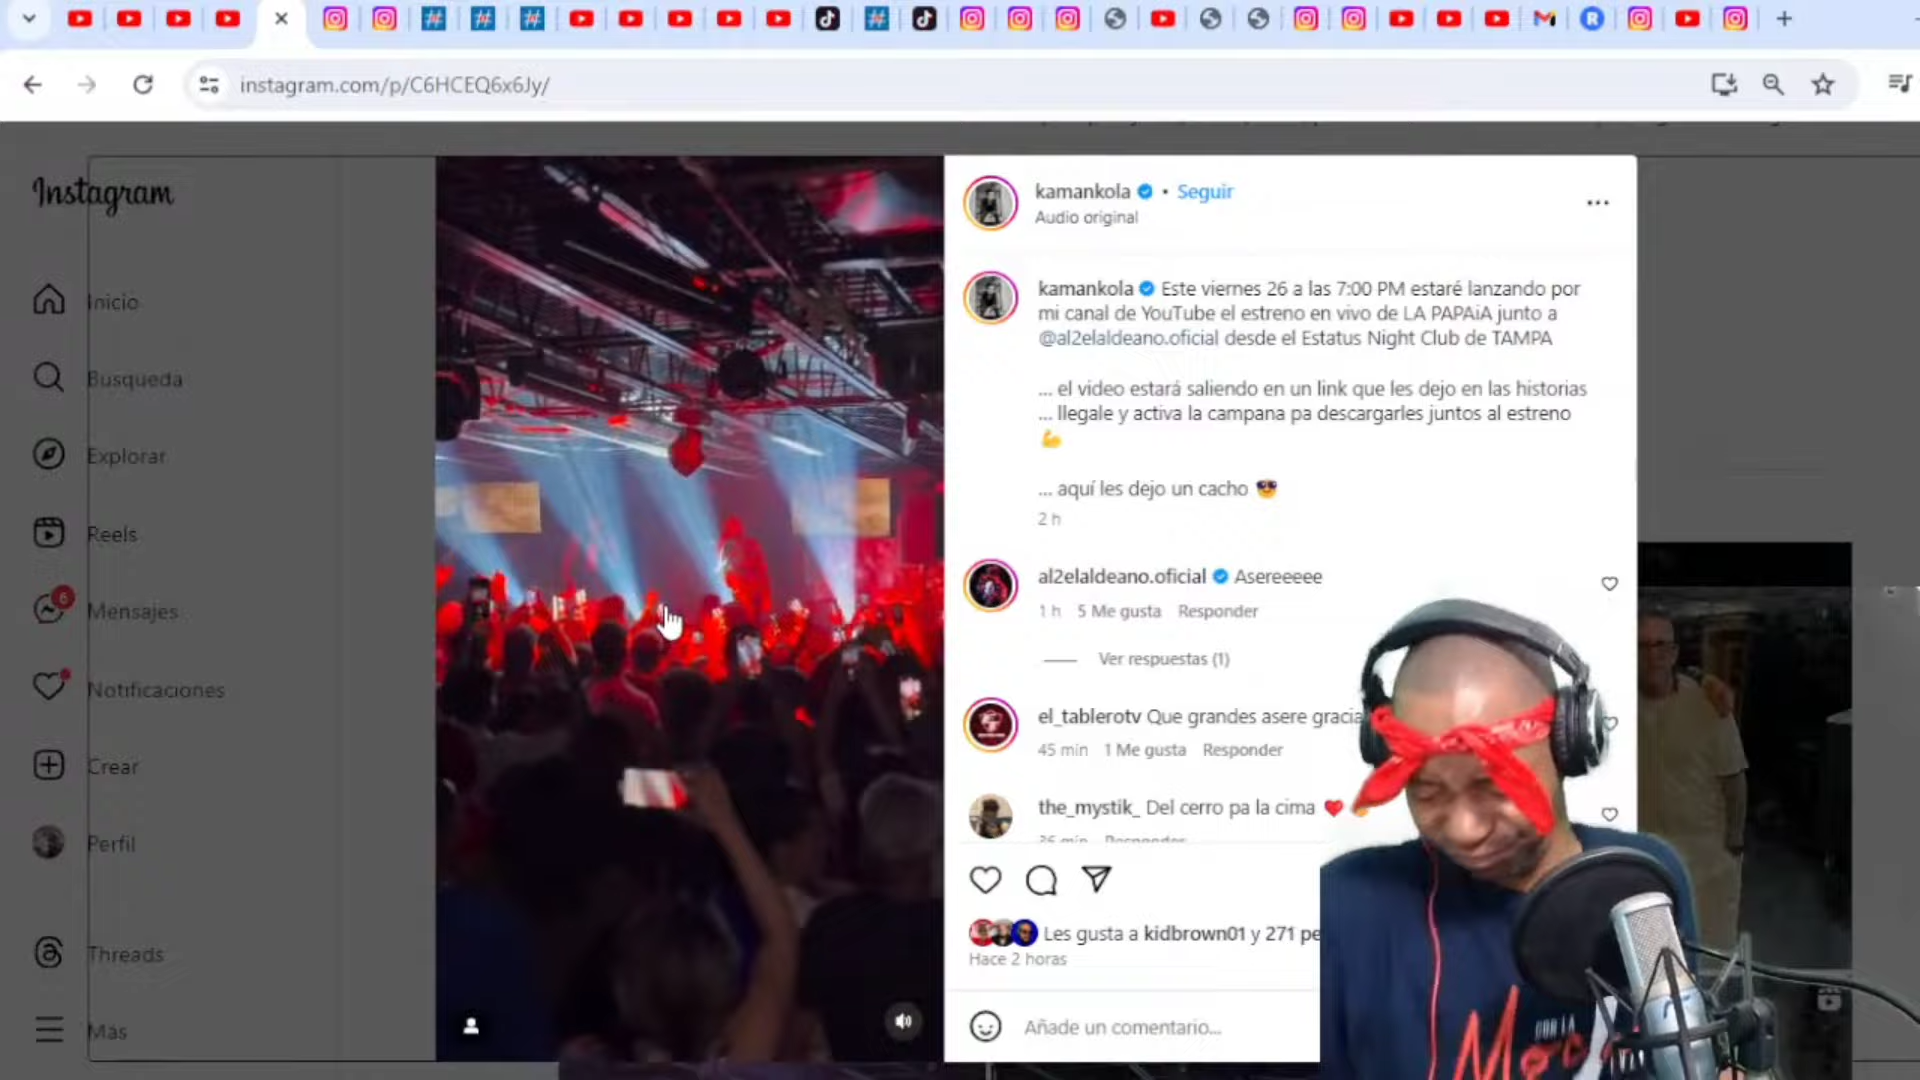 instagram.com/p/C6HCEQ6x6Jy/
Instagram
Inicio
Búsqueda
Explorar
Reels
6
Mensajes
Notificaciones
Crear
Perfil
Threads
Más
kamankola • Seguir
Audio original
kamankola Este viernes 26 a las 7:00 PM estaré lanzando por
mi canal de YouTube el estreno en vivo de LA PAPAiA junto a
@al2elaldeano.oficial desde el Estatus Night Club de TAMPA
... el video estará saliendo en un link que les dejo en las historias
... llegale y activa la campana pa descargarles juntos al estreno
💪
... aquí les dejo un cacho 😎
2 h
al2elaldeano.oficial Asereeeee
1 h 5 Me gusta Responder
Ver respuestas (1)
el_tablerotv Que grandes asere gracia
45 min 1 Me gusta Responder
the_mystik_ Del cerro pa la cima ❤️
36 min Responder
Les gusta a kidbrown01 y 271 pe
Hace 2 horas
Añade un comentario...